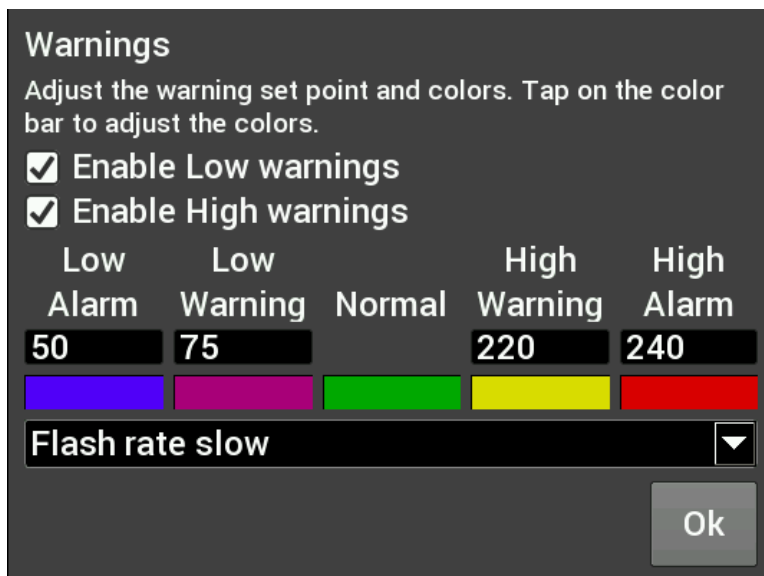 Warnings
Adjust the warning set point and colors. Tap on the color
bar to adjust the colors.
Enable Low warnings
Enable High warnings
Low Low High High
Alarm Warning Normal Warning Alarm
50 75 220 240
Flash rate slow
Ok